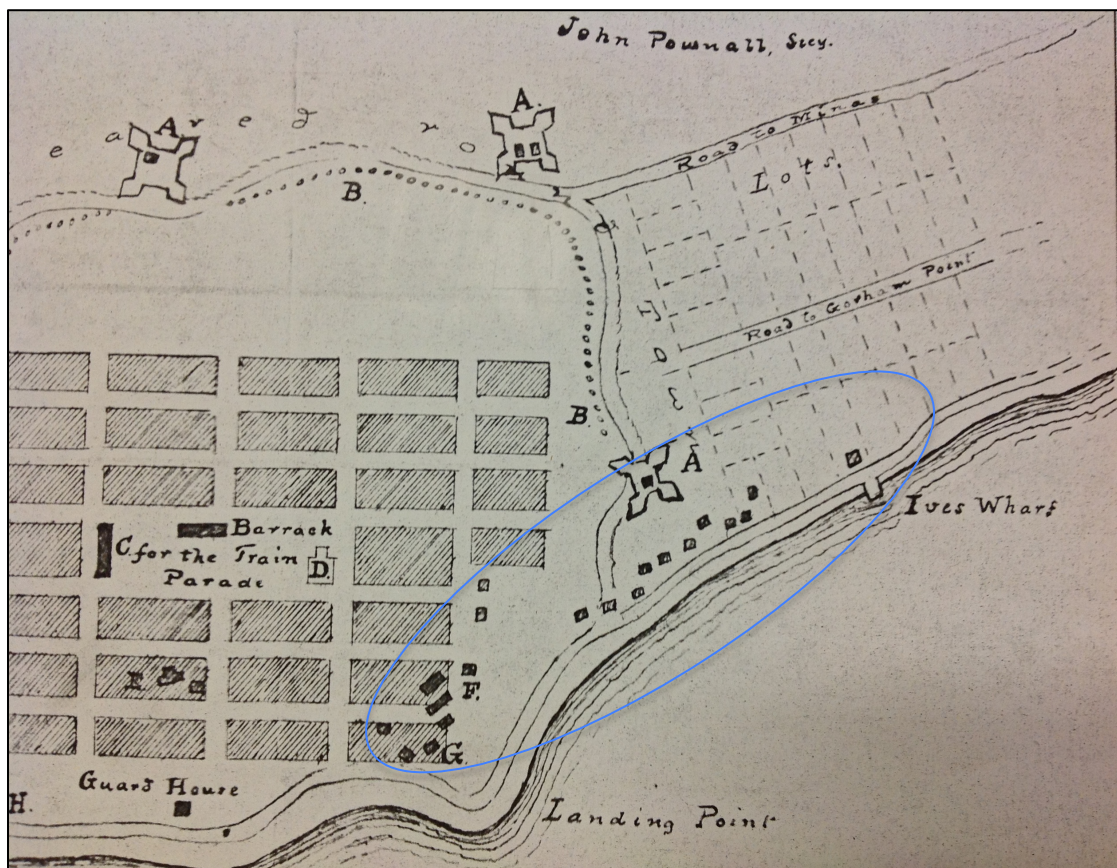 John Pownall, Secy.
A.
A
e a r e d r o
Road to Minas
Lots.
B.
Road to Gorham Point
B
A
Ives Wharf
C. for the Train
Barrack
Parade
D.
E
F.
G.
Guard House
H.
Landing Point